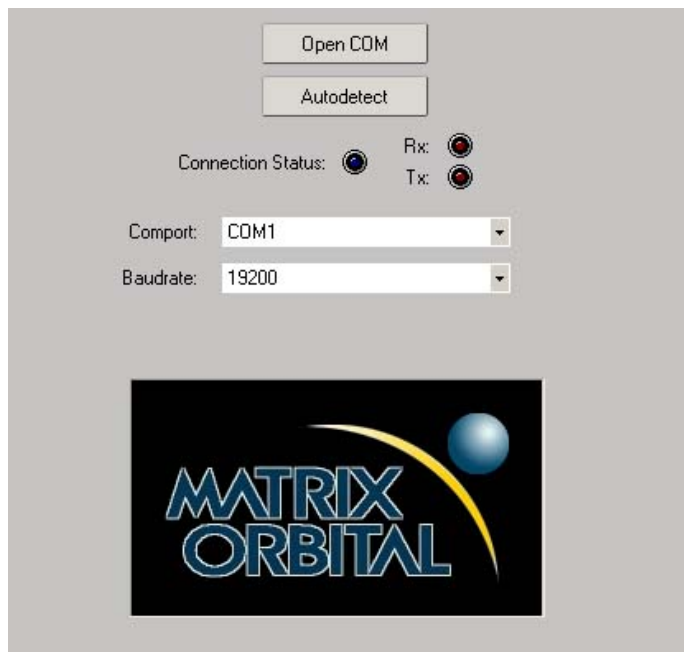 Open COM
Autodetect
Connection Status:
Rx:
Tx:
Comport: COM1
Baudrate: 19200
MATRIX
ORBITAL